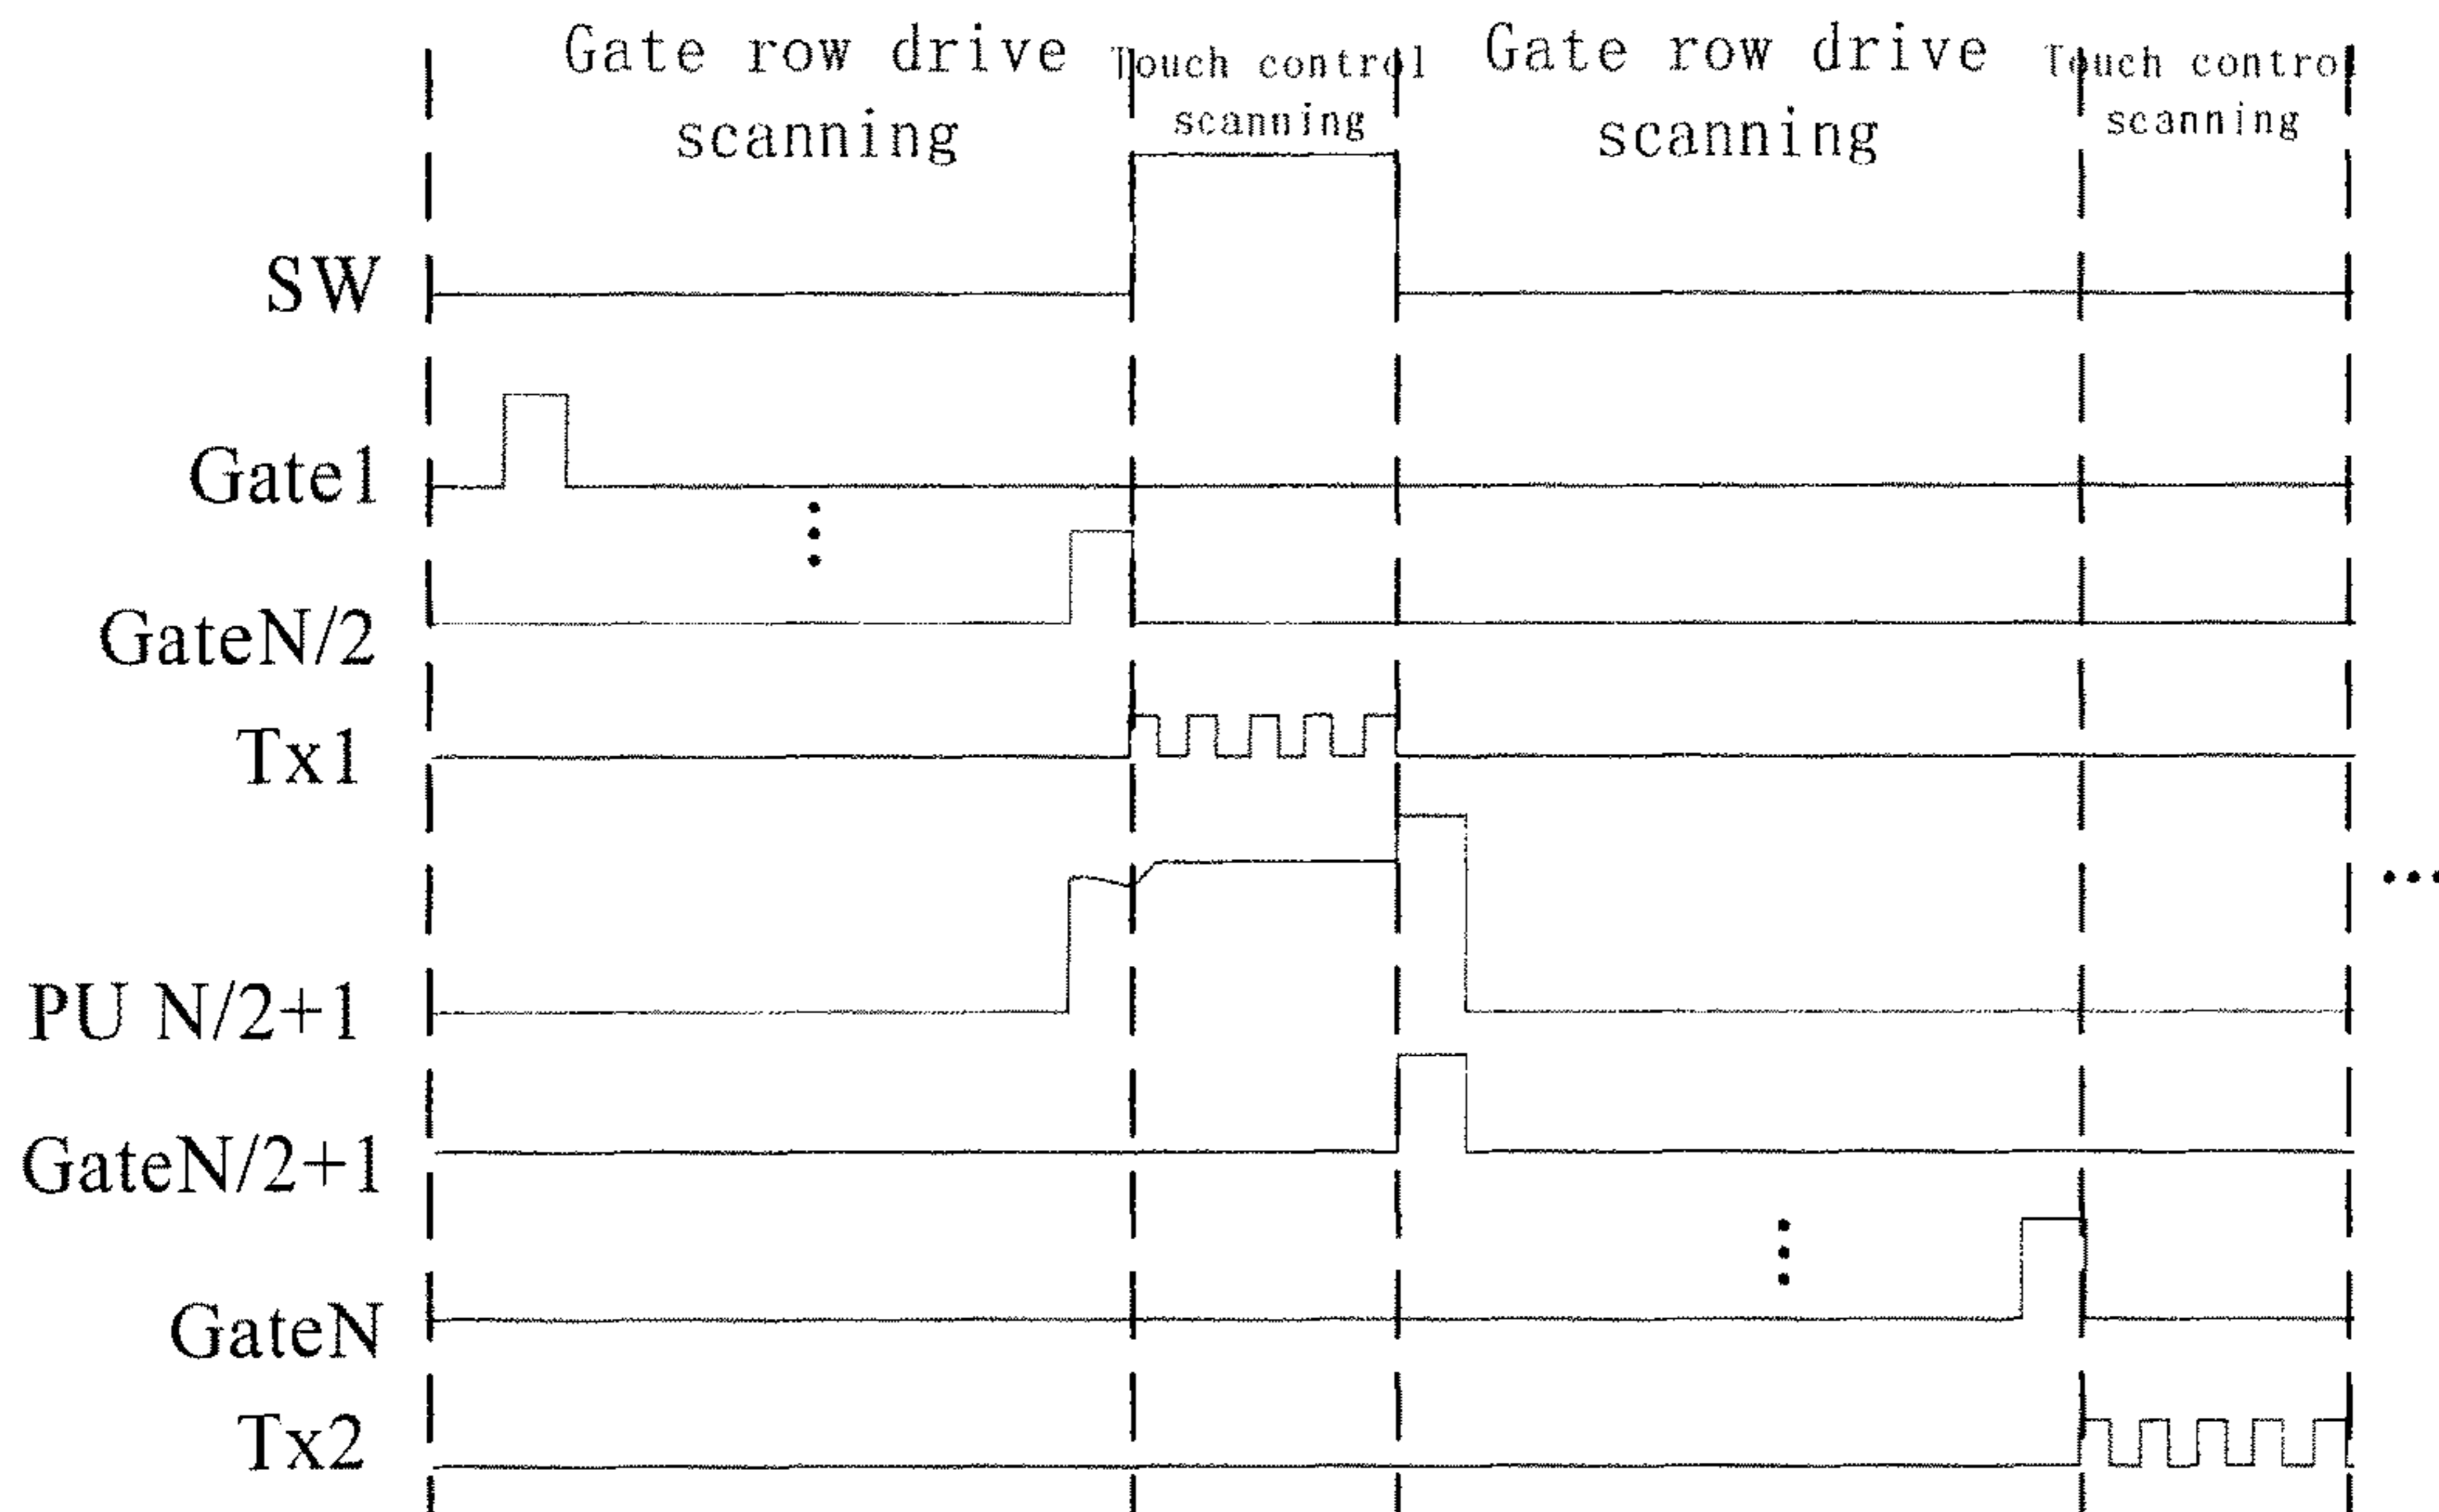 Gate row drive
scanning
Touch control
scanning
Gate row drive
scanning
Touch control
scanning
SW
Gate1
GateN/2
Tx1
PU N/2+1
GateN/2+1
GateN
Tx2